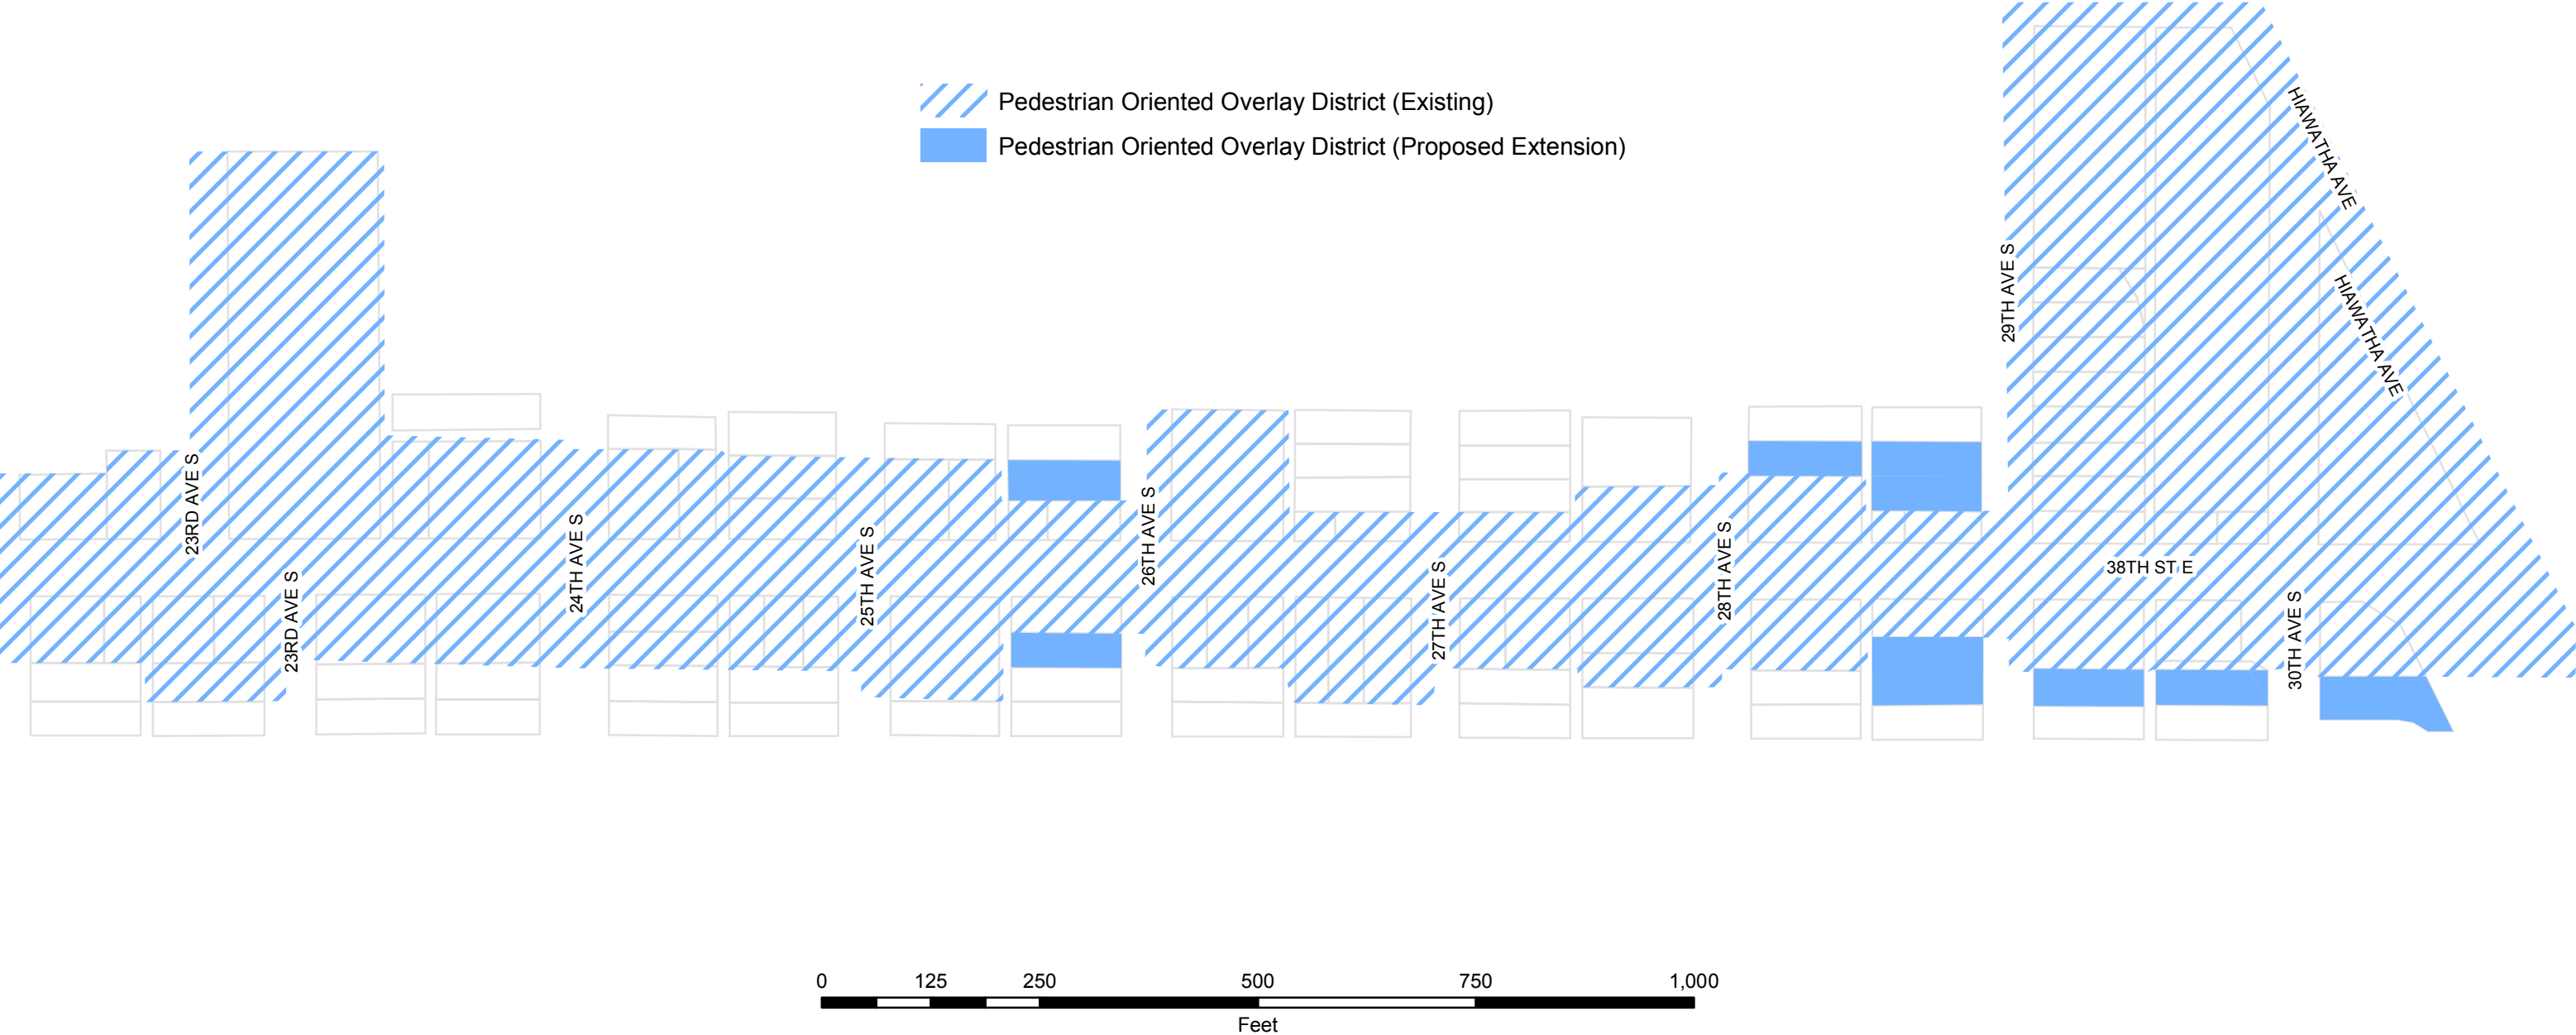 Pedestrian Oriented Overlay District (Existing)
Pedestrian Oriented Overlay District (Proposed Extension)
HIAWATHA AVE
29TH AVE S
HIAWATHA AVE
23RD AVE S
26TH AVE S
24TH AVE S
28TH AVE S
25TH AVE S
38TH ST E
27TH AVE S
23RD AVE S
30TH AVE S
0 125 250 500 750 1,000
Feet